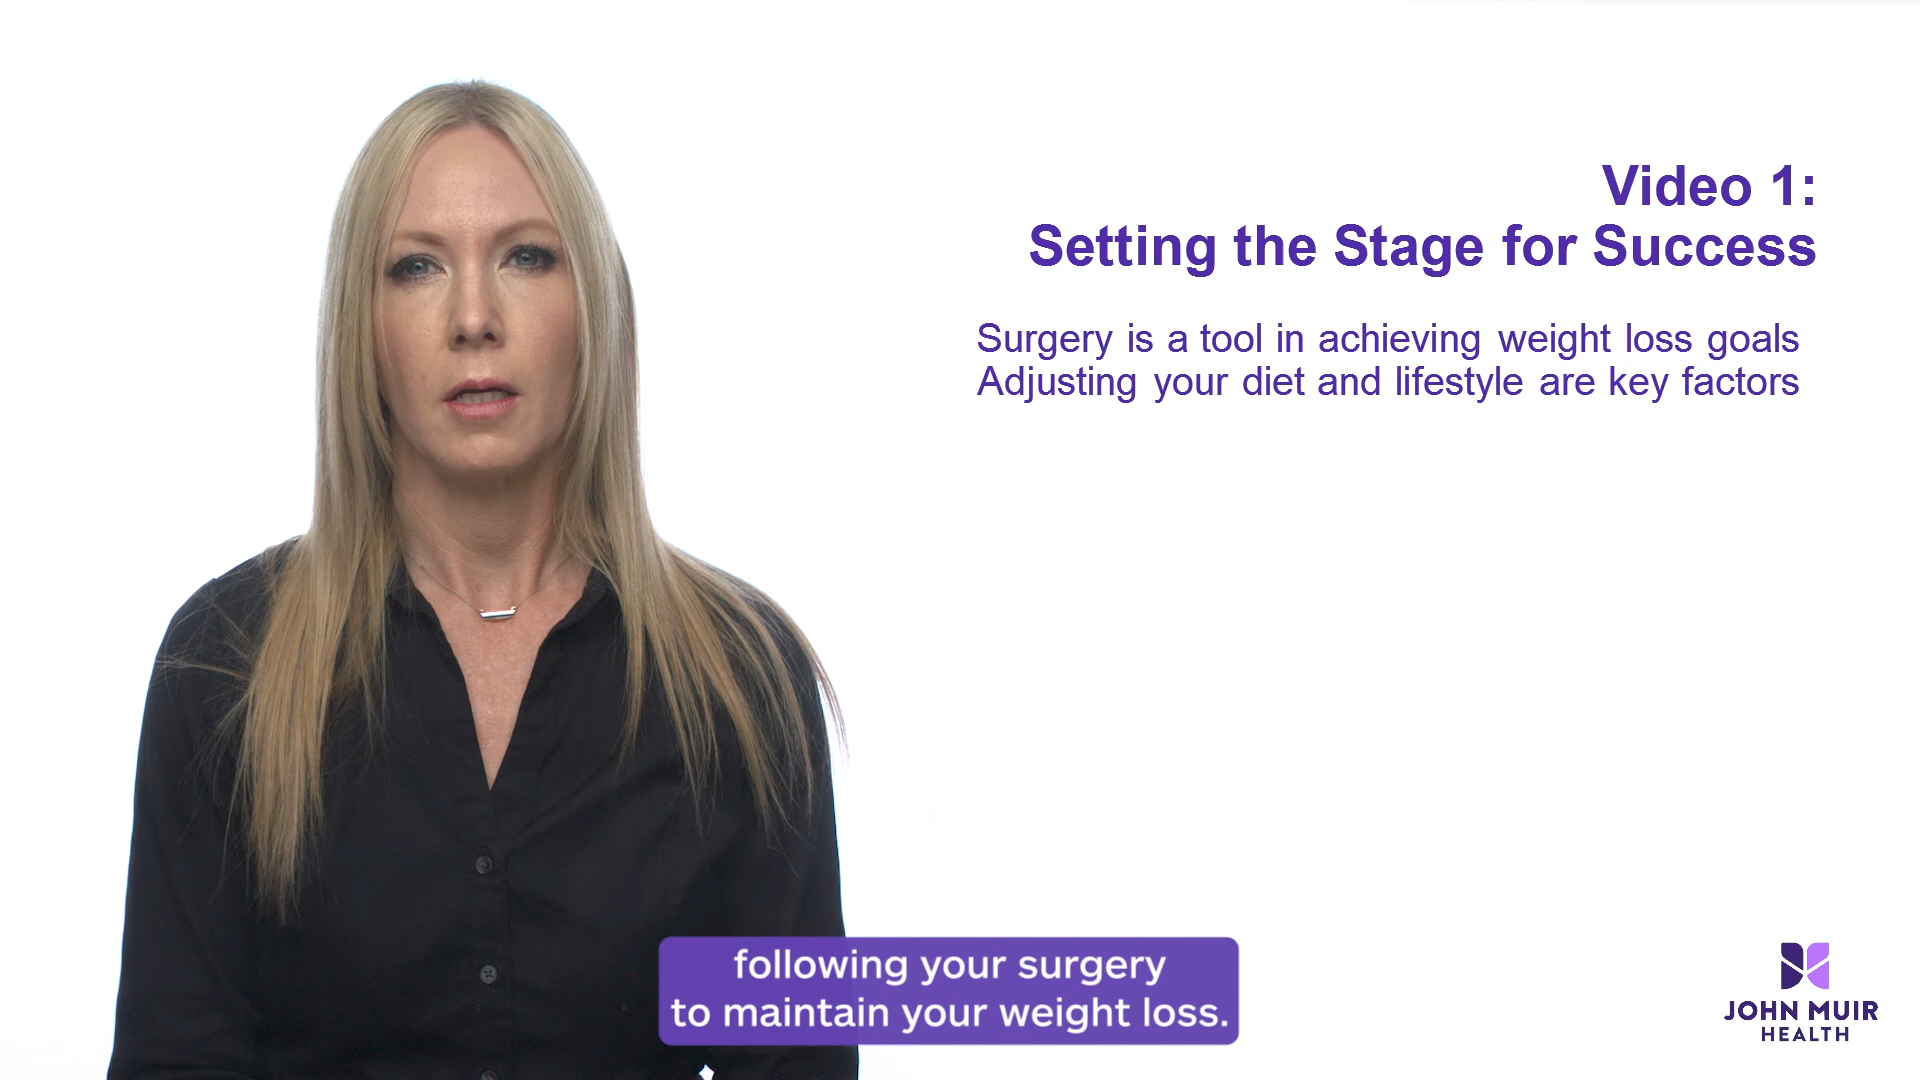 Video 1:
Setting the Stage for Success
Surgery is a tool in achieving weight loss goals
Adjusting your diet and lifestyle are key factors
following your surgery
to maintain your weight loss.
JOHN MUIR
HEALTH